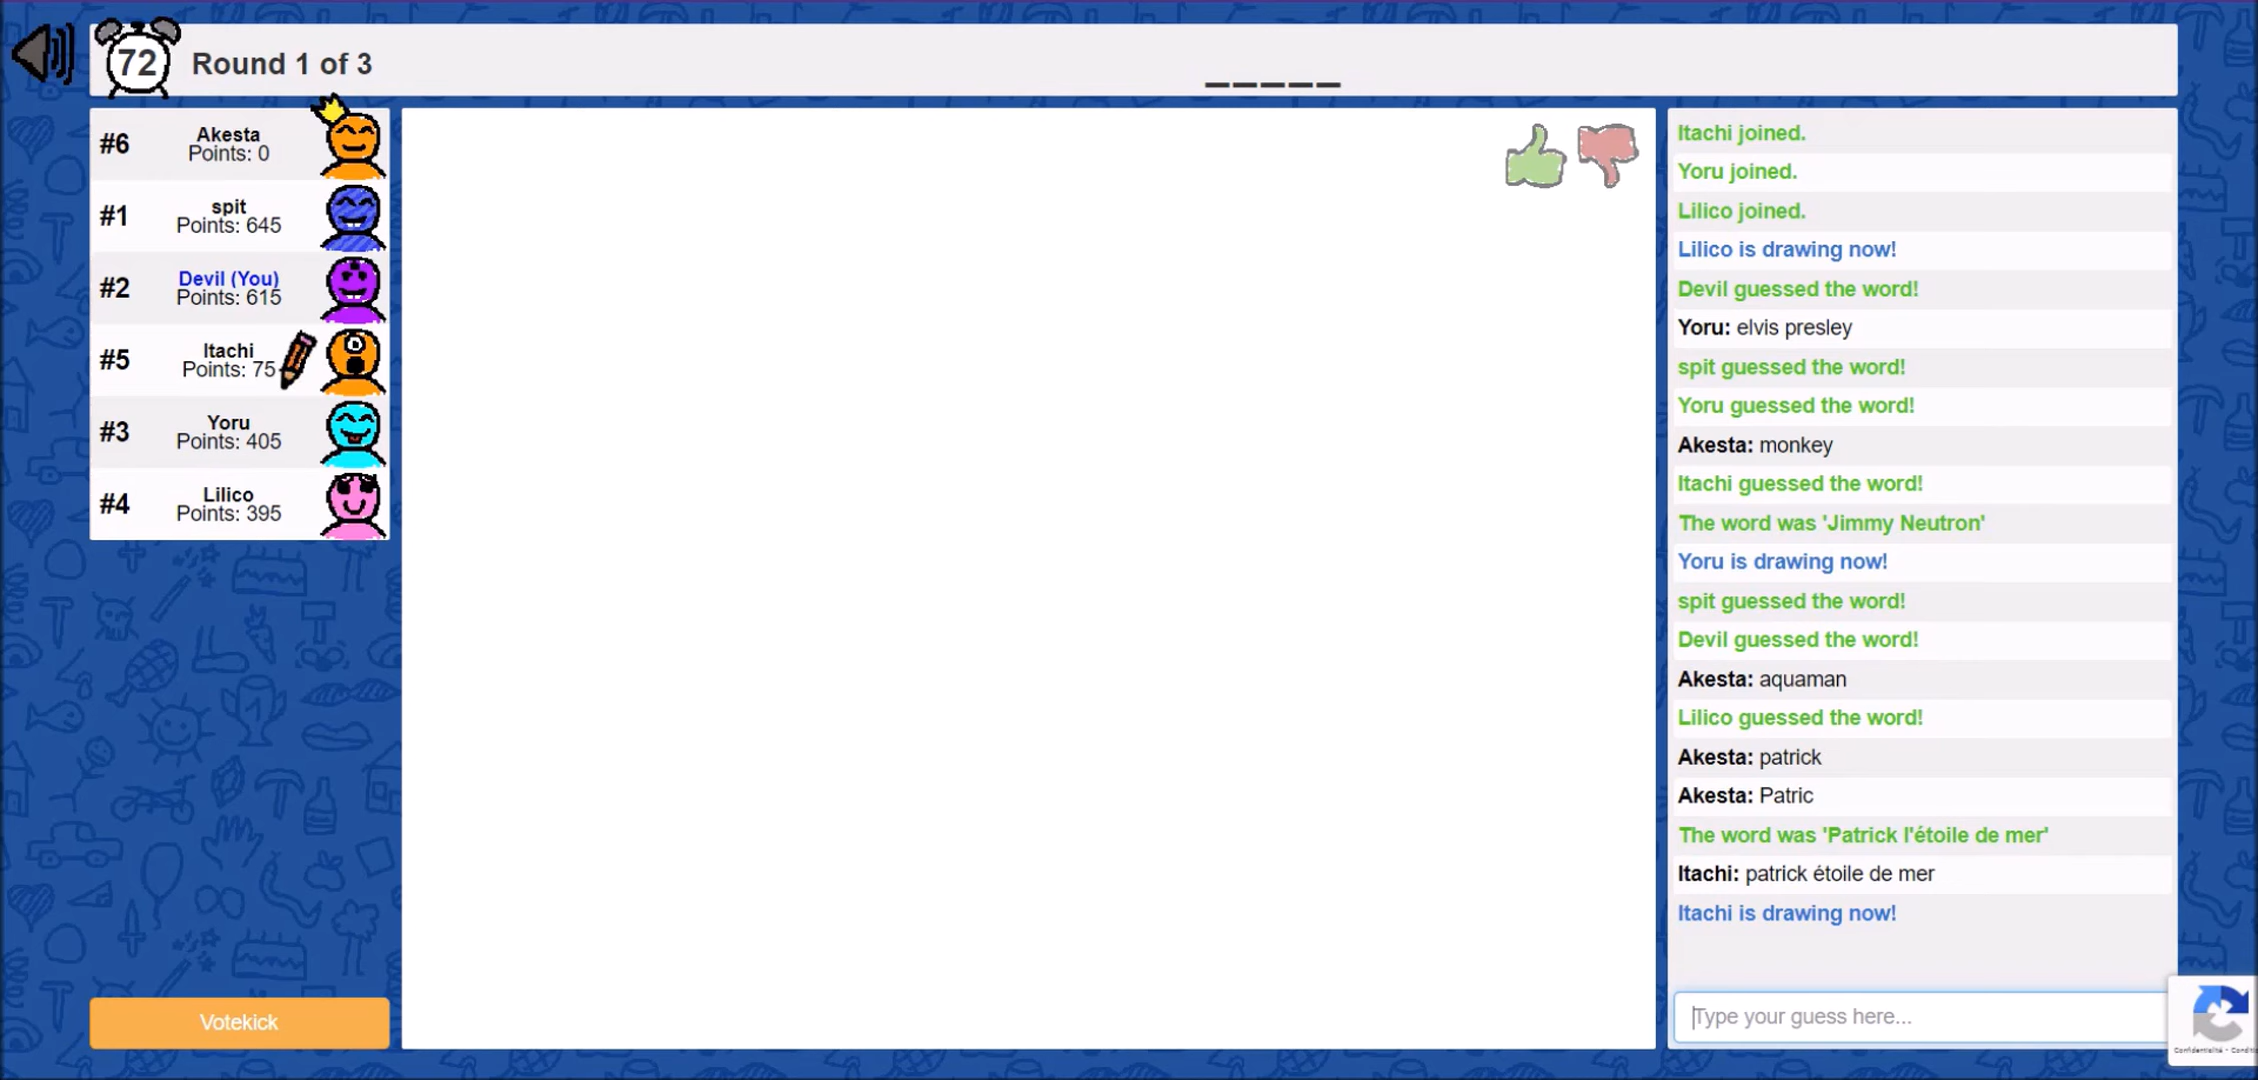 72
Round 1 of 3
_____
#6
Akesta
Points: 0
#1
spit
Points: 645
#2
Devil (You)
Points: 615
#5
Itachi
Points: 75
#3
Yoru
Points: 405
#4
Lilico
Points: 395
Votekick
Itachi joined.
Yoru joined.
Lilico joined.
Lilico is drawing now!
Devil guessed the word!
Yoru: elvis presley
spit guessed the word!
Yoru guessed the word!
Akesta: monkey
Itachi guessed the word!
The word was 'Jimmy Neutron'
Yoru is drawing now!
spit guessed the word!
Devil guessed the word!
Akesta: aquaman
Lilico guessed the word!
Akesta: patrick
Akesta: Patric
The word was 'Patrick l'étoile de mer'
Itachi: patrick étoile de mer
Itachi is drawing now!
Type your guess here...
Confidentialité - Conditi